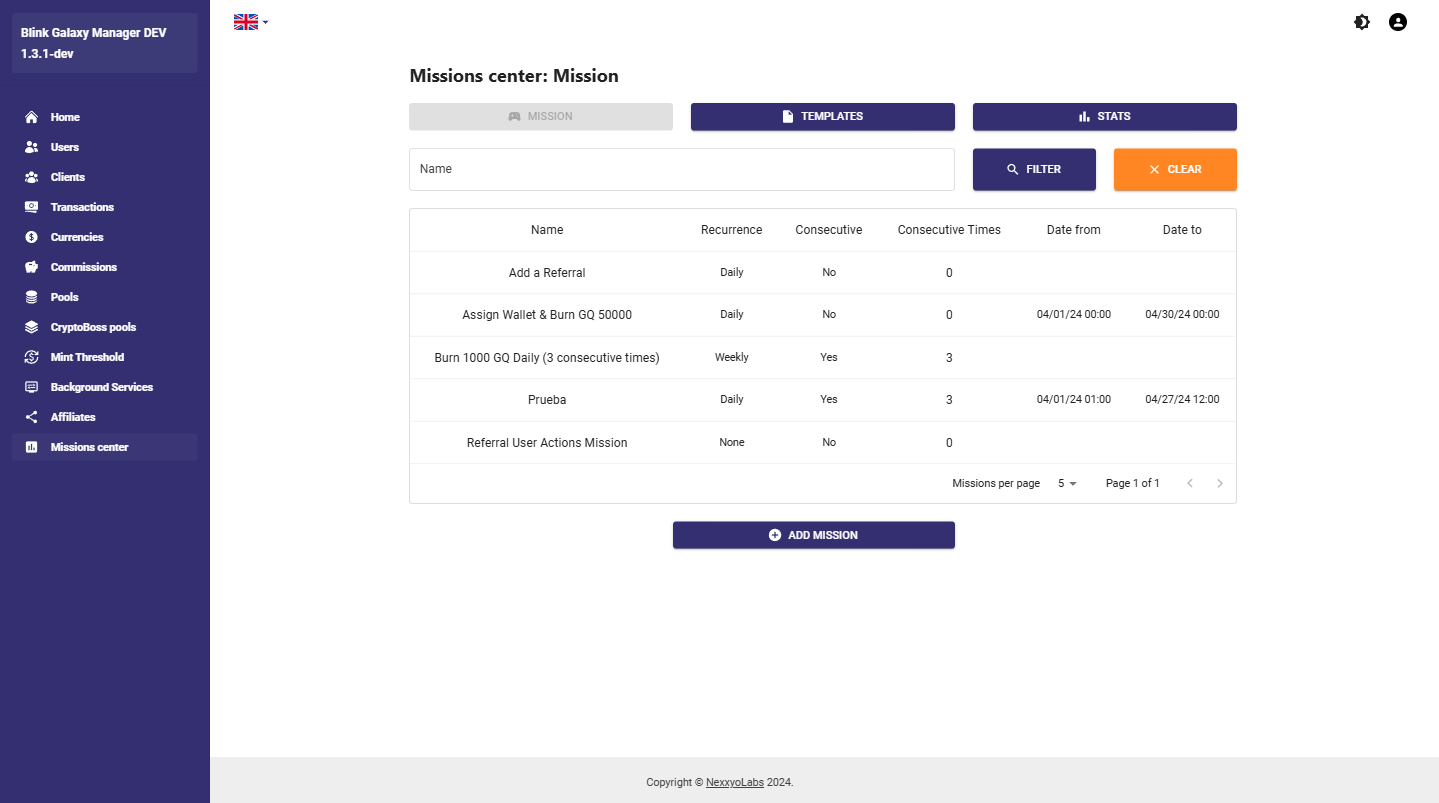 Blink Galaxy Manager DEV
1.3.1-dev
Home
Users
Clients
Transactions
Currencies
Commissions
Pools
CryptoBoss pools
Mint Threshold
Background Services
Affiliates
Missions center
Missions center: Mission
MISSION TEMPLATES STATS
Name FILTER CLEAR
Name Recurrence Consecutive Consecutive Times Date from Date to
Add a Referral Daily No 0
Assign Wallet & Burn GQ 50000 Daily No 0 04/01/24 00:00 04/30/24 00:00
Burn 1000 GQ Daily (3 consecutive times) Weekly Yes 3
Prueba Daily Yes 3 04/01/24 01:00 04/27/24 12:00
Referral User Actions Mission None No 0
Missions per page 5 Page 1 of 1
ADD MISSION
Copyright © NexxyoLabs 2024.